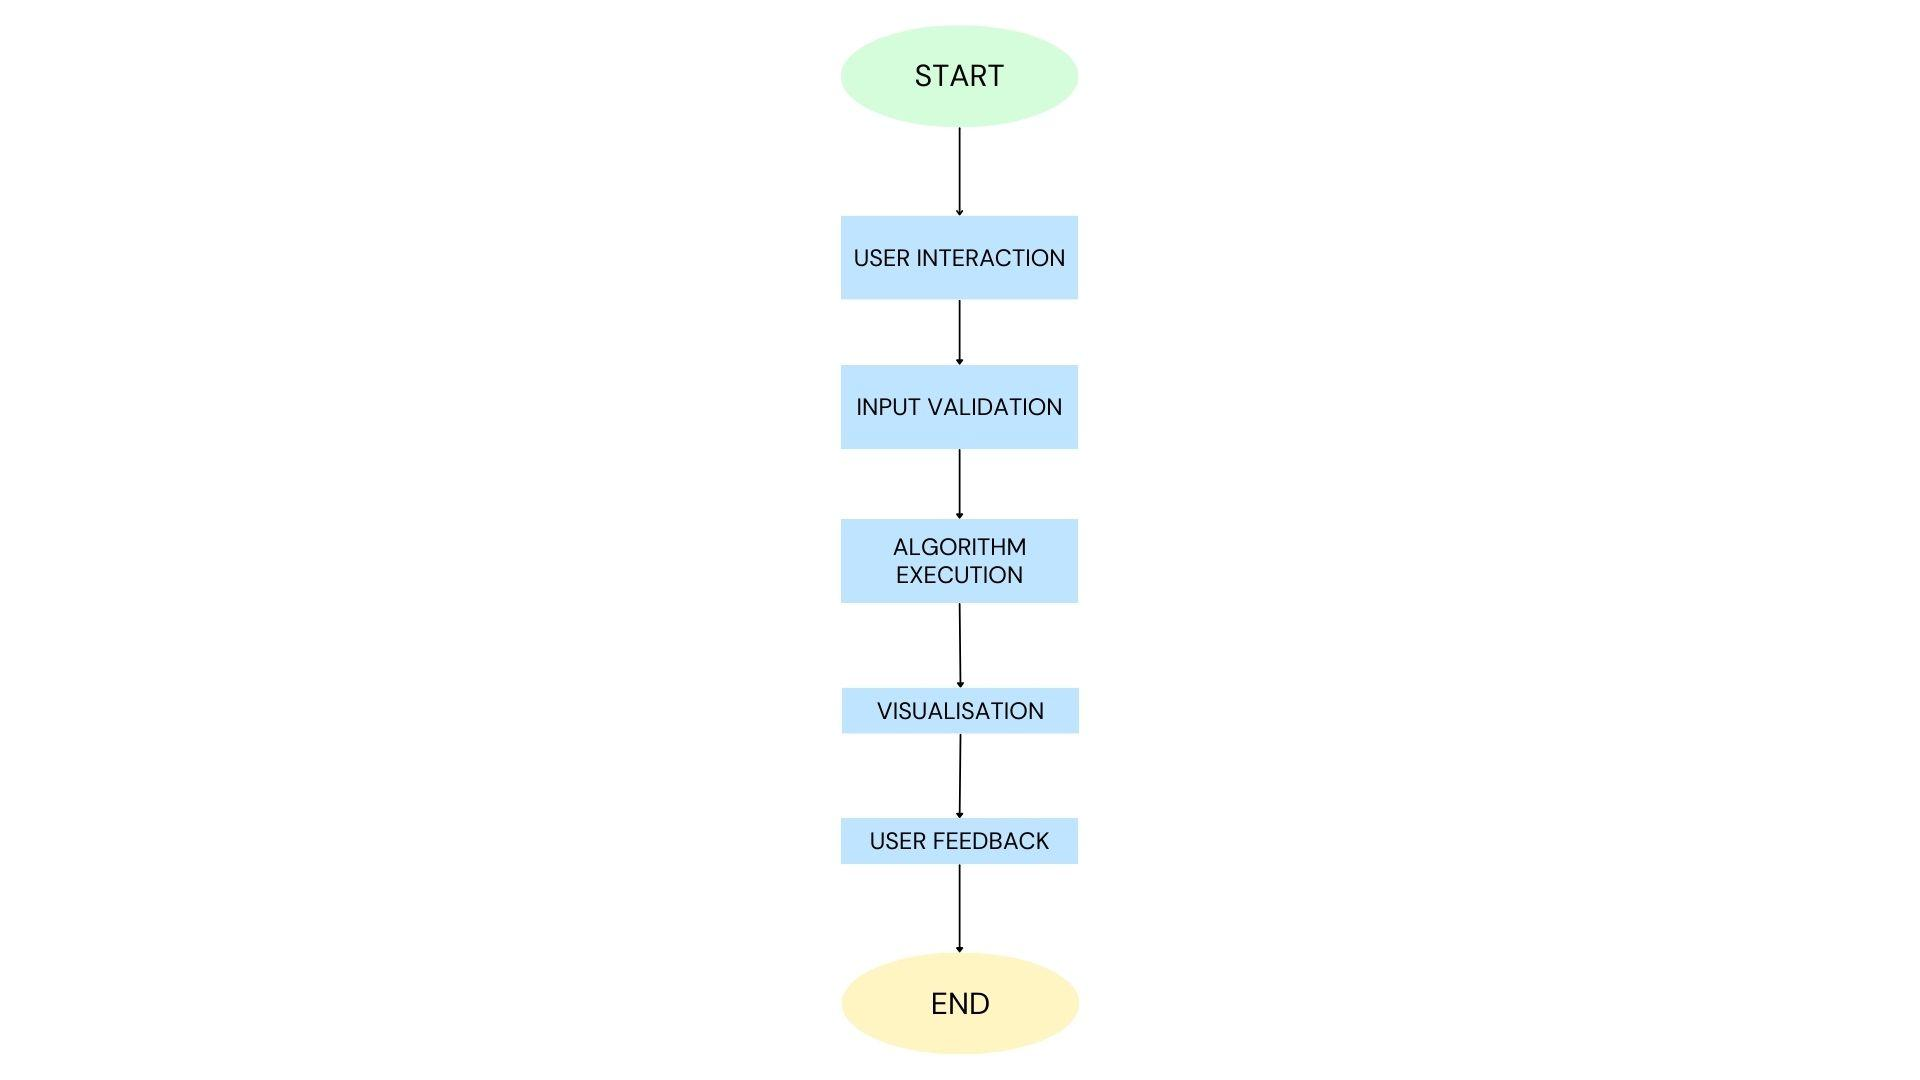 START
USER INTERACTION
INPUT VALIDATION
ALGORITHM
EXECUTION
VISUALISATION
USER FEEDBACK
END